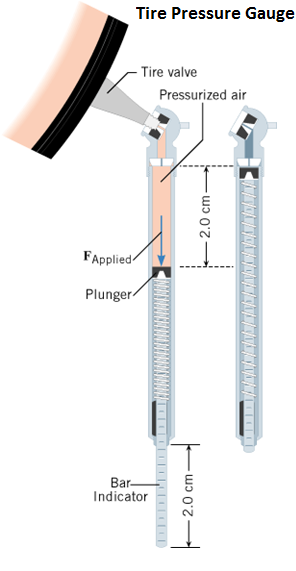 Tire Pressure Gauge
Tire valve
Pressurized air
2.0 cm
FApplied
Plunger
Bar
Indicator
2.0 cm